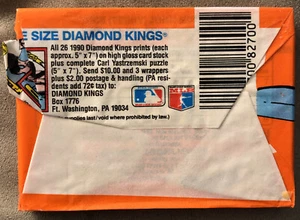 E SIZE DIAMOND KINGS®
All 26 1990 Diamond Kings prints (each
approx. 5" x 7") on high gloss card stock
plus complete Carl Yastrzemski puzzle
(5" x 7"). Send $10.00 and 3 wrappers
plus $2.00 postage & handling (PA resi-
dents add 72¢ tax) to:
DIAMOND KINGS
Box 1776
Ft. Washington, PA 19034
supplies last/void where prohibited by law.)
00 82700